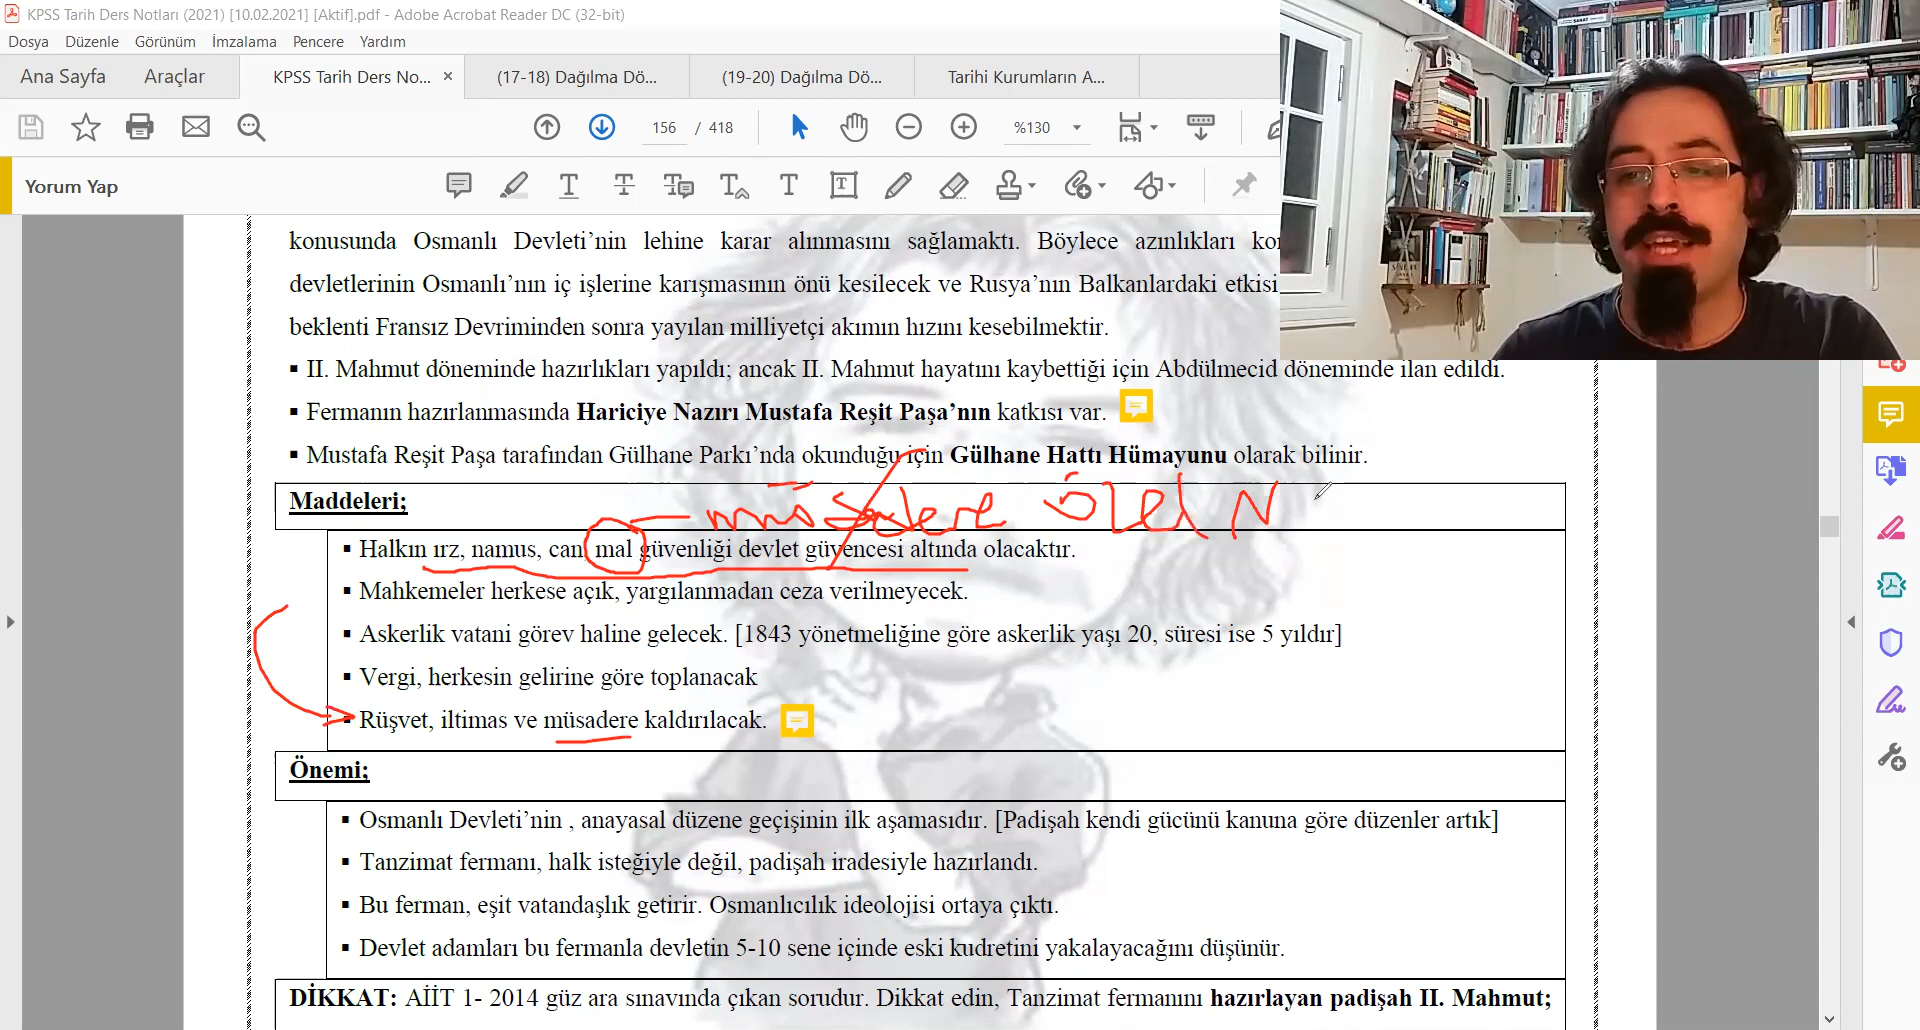 KPSS Tarih Ders Notları (2021) [10.02.2021] [Aktif].pdf - Adobe Acrobat Reader DC (32-bit)
Dosya Düzenle Görünüm İmzalama Pencere Yardım
Ana Sayfa Araçlar KPSS Tarih Ders No... × (17-18) Dağılma Dö... (19-20) Dağılma Dö... Tarihi Kurumların A...
156 / 418 %130
Yorum Yap
konusunda Osmanlı Devleti’nin lehine karar alınmasını sağlamaktı. Böylece azınlıkları
devletlerinin Osmanlı’nın iç işlerine karışmasının önü kesilecek ve Rusya’nın Balkanlardaki etkisi
beklenti Fransız Devriminden sonra yayılan milliyetçi akımın hızını kesebilmektir.
▪ II. Mahmut döneminde hazırlıkları yapıldı; ancak II. Mahmut hayatını kaybettiği için Abdülmecid döneminde ilan edildi.
▪ Fermanın hazırlanmasında Hariciye Nazırı Mustafa Reşit Paşa’nın katkısı var.
▪ Mustafa Reşit Paşa tarafından Gülhane Parkı’nda okunduğu için Gülhane Hattı Hümayunu olarak bilinir.
Maddeleri;
müsadere Özel N
▪ Halkın ırz, namus, can, mal güvenliği devlet güvencesi altında olacaktır.
▪ Mahkemeler herkese açık, yargılanmadan ceza verilmeyecek.
▪ Askerlik vatani görev haline gelecek. [1843 yönetmeliğine göre askerlik yaşı 20, süresi ise 5 yıldır]
▪ Vergi, herkesin gelirine göre toplanacak
▪ Rüşvet, iltimas ve müsadere kaldırılacak.
Önemi;
▪ Osmanlı Devleti’nin , anayasal düzene geçişinin ilk aşamasıdır. [Padişah kendi gücünü kanuna göre düzenler artık]
▪ Tanzimat fermanı, halk isteğiyle değil, padişah iradesiyle hazırlandı.
▪ Bu ferman, eşit vatandaşlık getirir. Osmanlıcılık ideolojisi ortaya çıktı.
▪ Devlet adamları bu fermanla devletin 5-10 sene içinde eski kudretini yakalayacağını düşünür.
DİKKAT: AİİT 1- 2014 güz ara sınavında çıkan sorudur. Dikkat edin, Tanzimat fermanını hazırlayan padişah II. Mahmut;